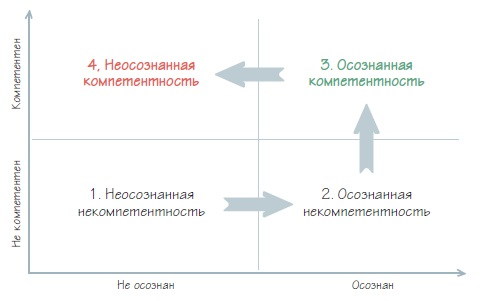 Компетентен
4. Неосознанная
компетентность
3. Осознанная
компетентность
Не компетентен
1. Неосознанная
некомпетентность
2. Осознанная
некомпетентность
Не осознан
Осознан